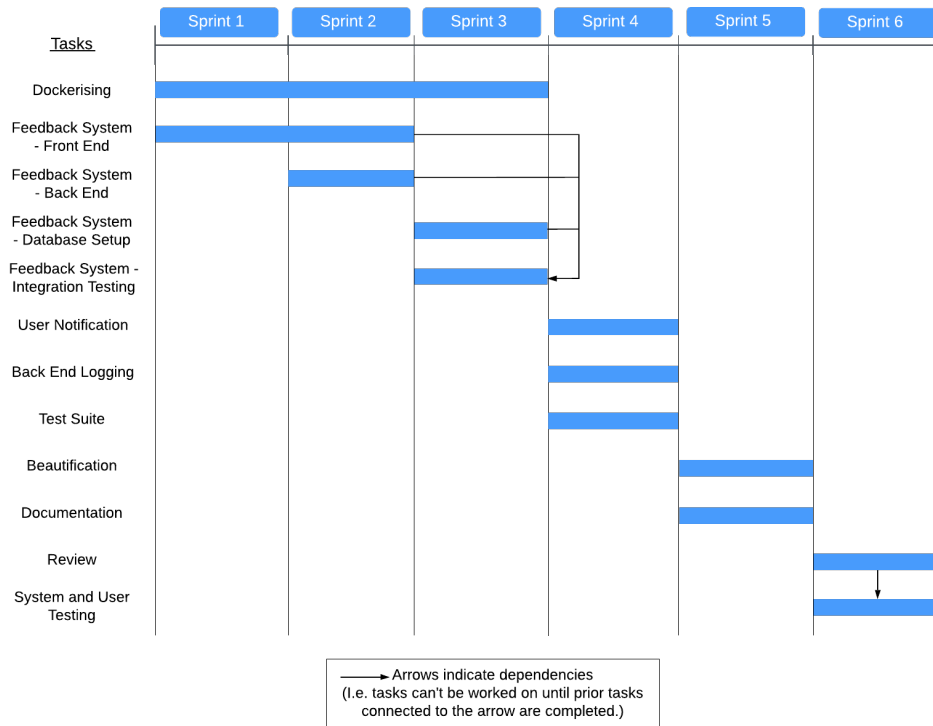 Sprint 1
Sprint 2
Sprint 3
Sprint 4
Sprint 5
Sprint 6
Tasks
Dockerising
Feedback System
- Front End
Feedback System
- Back End
Feedback System
- Database Setup
Feedback System -
Integration Testing
User Notification
Back End Logging
Test Suite
Beautification
Documentation
Review
System and User
Testing
Arrows indicate dependencies
(I.e. tasks can't be worked on until prior tasks
connected to the arrow are completed.)